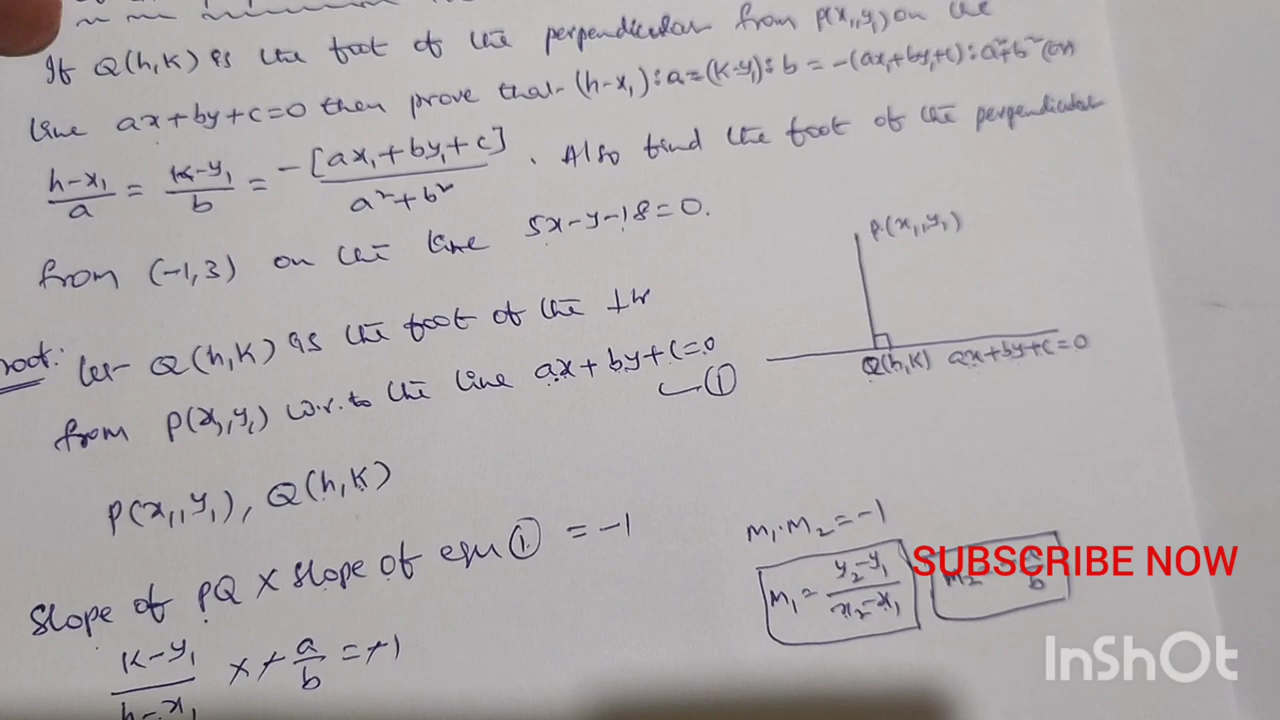 If Q(h,K) is the foot of the perpendicular from P(x₁,y₁) on the
line ax+by+c=0 then prove that (h-x₁):a=(K-y₁):b = -(ax₁+by₁+c):a²+b² (or)
h-x₁/a = K-y₁/b = -[ax₁+by₁+c]/a²+b² . Also find the foot of the perpendicular
from (-1,3) on the line 5x-y-18=0.
P(x₁,y₁)
Q(h,K) ax+by+c=0
Proof: Let Q(h,K) is the foot of the ⊥r
from P(x₁,y₁) w.r.to the line ax+by+c=0
①
P(x₁,y₁), Q(h,K)
Slope of PQ × slope of equ ① = -1
K-y₁/h-x₁ × + a/b = +1
m₁.m₂=-1
m₁= y₂-y₁/x₂-x₁
m₂ b
SUBSCRIBE NOW
InShOt